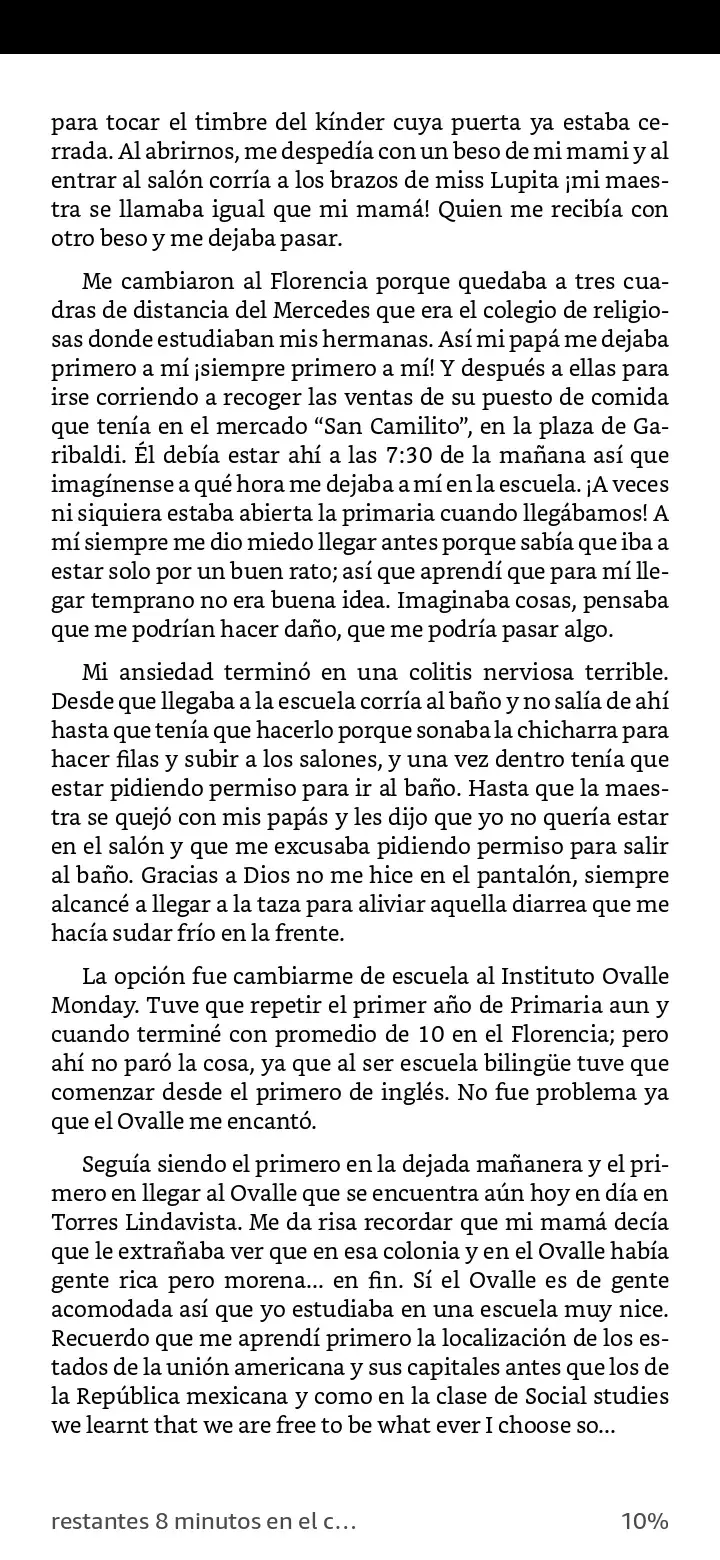 para tocar el timbre del kínder cuya puerta ya estaba ce-
rrada. Al abrirnos, me despedía con un beso de mi mami y al
entrar al salón corría a los brazos de miss Lupita ¡mi maes-
tra se llamaba igual que mi mamá! Quien me recibía con
otro beso y me dejaba pasar.
Me cambiaron al Florencia porque quedaba a tres cua-
dras de distancia del Mercedes que era el colegio de religio-
sas donde estudiaban mis hermanas. Así mi papá me dejaba
primero a mí ¡siempre primero a mí! Y después a ellas para
irse corriendo a recoger las ventas de su puesto de comida
que tenía en el mercado “San Camilito”, en la plaza de Ga-
ribaldi. Él debía estar ahí a las 7:30 de la mañana así que
imagínense a qué hora me dejaba a mí en la escuela. ¡A veces
ni siquiera estaba abierta la primaria cuando llegábamos! A
mí siempre me dio miedo llegar antes porque sabía que iba a
estar solo por un buen rato; así que aprendí que para mí lle-
gar temprano no era buena idea. Imaginaba cosas, pensaba
que me podrían hacer daño, que me podría pasar algo.
Mi ansiedad terminó en una colitis nerviosa terrible.
Desde que llegaba a la escuela corría al baño y no salía de ahí
hasta que tenía que hacerlo porque sonaba la chicharra para
hacer filas y subir a los salones, y una vez dentro tenía que
estar pidiendo permiso para ir al baño. Hasta que la maes-
tra se quejó con mis papás y les dijo que yo no quería estar
en el salón y que me excusaba pidiendo permiso para salir
al baño. Gracias a Dios no me hice en el pantalón, siempre
alcancé a llegar a la taza para aliviar aquella diarrea que me
hacía sudar frío en la frente.
La opción fue cambiarme de escuela al Instituto Ovalle
Monday. Tuve que repetir el primer año de Primaria aun y
cuando terminé con promedio de 10 en el Florencia; pero
ahí no paró la cosa, ya que al ser escuela bilingüe tuve que
comenzar desde el primero de inglés. No fue problema ya
que el Ovalle me encantó.
Seguía siendo el primero en la dejada mañanera y el pri-
mero en llegar al Ovalle que se encuentra aún hoy en día en
Torres Lindavista. Me da risa recordar que mi mamá decía
que le extrañaba ver que en esa colonia y en el Ovalle había
gente rica pero morena... en fin. Sí el Ovalle es de gente
acomodada así que yo estudiaba en una escuela muy nice.
Recuerdo que me aprendí primero la localización de los es-
tados de la unión americana y sus capitales antes que los de
la República mexicana y como en la clase de Social studies
we learnt that we are free to be what ever I choose so...
restantes 8 minutos en el c...
10%